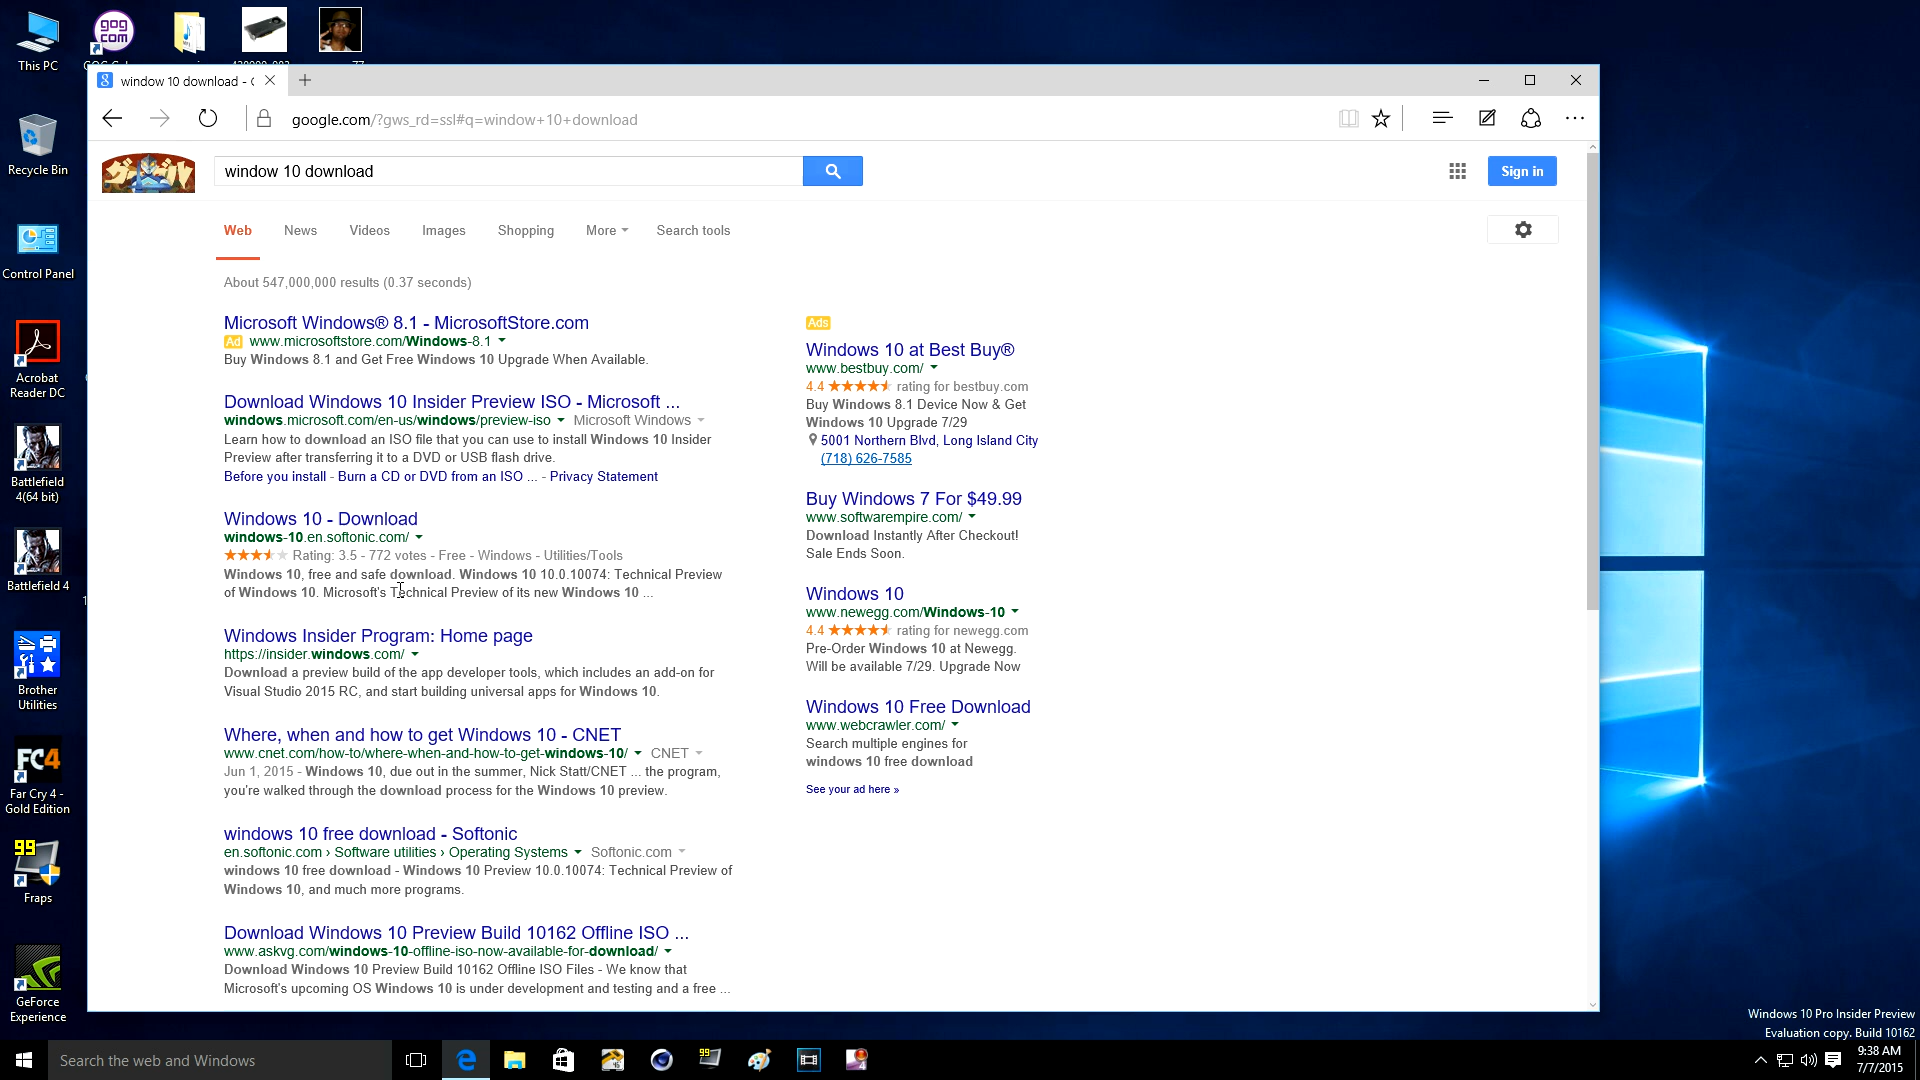 This PC
Recycle Bin
Control Panel
Acrobat
Reader DC
Battlefield
4(64 bit)
Battlefield 4
Brother
Utilities
FC4
Far Cry 4 -
Gold Edition
99
Fraps
GeForce
Experience
gog
com
window 10 download -
google.com/?gws_rd=ssl#q=window+10+download
グーグル
window 10 download
Sign in
Web
News
Videos
Images
Shopping
More
Search tools
About 547,000,000 results (0.37 seconds)
Microsoft Windows® 8.1 - MicrosoftStore.com
Ad www.microsoftstore.com/Windows-8.1
Buy Windows 8.1 and Get Free Windows 10 Upgrade When Available.
Download Windows 10 Insider Preview ISO - Microsoft ...
windows.microsoft.com/en-us/windows/preview-iso Microsoft Windows
Learn how to download an ISO file that you can use to install Windows 10 Insider
Preview after transferring it to a DVD or USB flash drive.
Before you install - Burn a CD or DVD from an ISO ... - Privacy Statement
Windows 10 - Download
windows-10.en.softonic.com/
Rating: 3.5 - 772 votes - Free - Windows - Utilities/Tools
Windows 10, free and safe download. Windows 10 10.0.10074: Technical Preview
of Windows 10. Microsoft's Technical Preview of its new Windows 10 ...
Windows Insider Program: Home page
https://insider.windows.com/
Download a preview build of the app developer tools, which includes an add-on for
Visual Studio 2015 RC, and start building universal apps for Windows 10.
Where, when and how to get Windows 10 - CNET
www.cnet.com/how-to/where-when-and-how-to-get-windows-10/ CNET
Jun 1, 2015 - Windows 10, due out in the summer, Nick Statt/CNET ... the program,
you're walked through the download process for the Windows 10 preview.
windows 10 free download - Softonic
en.softonic.com › Software utilities › Operating Systems Softonic.com
windows 10 free download - Windows 10 Preview 10.0.10074: Technical Preview of
Windows 10, and much more programs.
Download Windows 10 Preview Build 10162 Offline ISO ...
www.askvg.com/windows-10-offline-iso-now-available-for-download/
Download Windows 10 Preview Build 10162 Offline ISO Files - We know that
Microsoft's upcoming OS Windows 10 is under development and testing and a free ...
Ads
Windows 10 at Best Buy®
www.bestbuy.com/
4.4 rating for bestbuy.com
Buy Windows 8.1 Device Now & Get
Windows 10 Upgrade 7/29
5001 Northern Blvd, Long Island City
(718) 626-7585
Buy Windows 7 For $49.99
www.softwarempire.com/
Download Instantly After Checkout!
Sale Ends Soon.
Windows 10
www.newegg.com/Windows-10
4.4 rating for newegg.com
Pre-Order Windows 10 at Newegg.
Will be available 7/29. Upgrade Now
Windows 10 Free Download
www.webcrawler.com/
Search multiple engines for
windows 10 free download
See your ad here »
Windows 10 Pro Insider Preview
Evaluation copy. Build 10162
Search the web and Windows
99
9:38 AM
7/7/2015